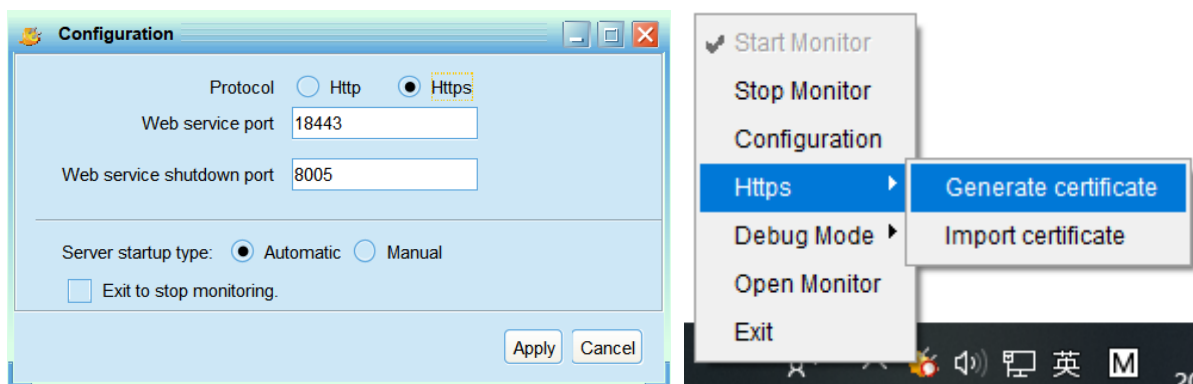 Configuration
Protocol Http Https
Web service port 18443
Web service shutdown port 8005
Server startup type: Automatic Manual
Exit to stop monitoring.
Apply Cancel
Start Monitor
Stop Monitor
Configuration
Https
Generate certificate
Debug Mode
Import certificate
Open Monitor
Exit
英 M